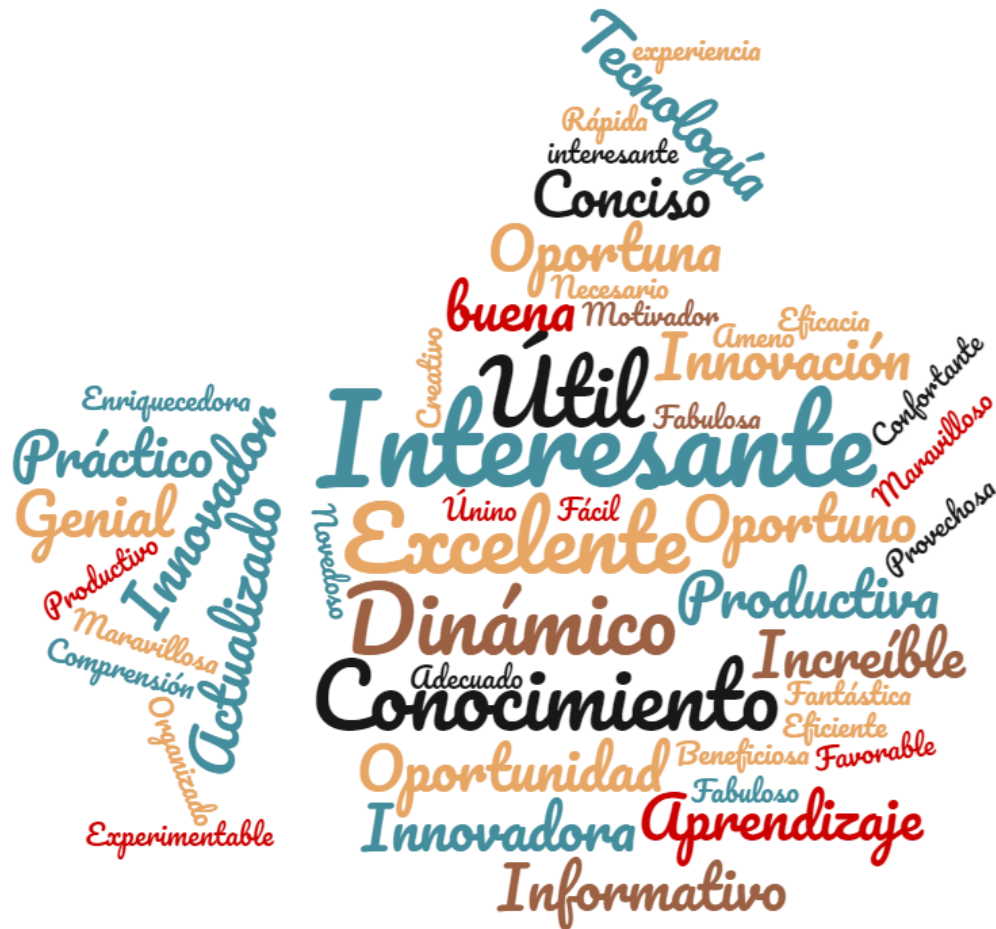 Tecnología
experiencia
Rápida
interesante
Conciso
Oportuna
Necesario
buena
Motivador
Eficacia
Ameno
Innovación
Creativo
Útil
Fabulosa
Confortante
Interesante
Maravilloso
Enriquecedora
Práctico
Innovador
Genial
Actualizado
Productivo
Maravillosa
Comprensión
Organizado
Experimentable
Novedoso
Únino
Fácil
Excelente
Oportuno
Provechosa
Dinámico
Productiva
Increíble
Adecuado
Conocimiento
Fantástica
Eficiente
Oportunidad
Beneficiosa
Favorable
Fabuloso
Innovadora
Aprendizaje
Informativo